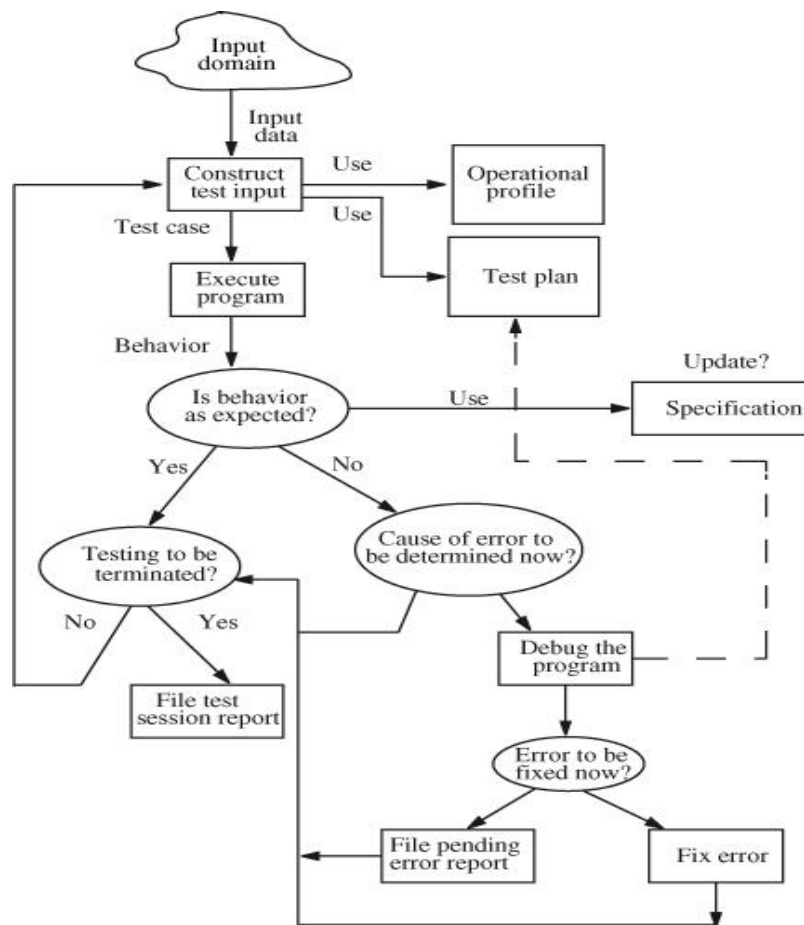 Input
domain
Input
data
Construct
test input
Use
Operational
profile
Use
Test case
Test plan
Execute
program
Behavior
Update?
Is behavior
as expected?
Use
Specification
Yes
No
Testing to be
terminated?
Cause of error to
be determined now?
No
Yes
Debug the
program
File test
session report
Error to be
fixed now?
File pending
error report
Fix error